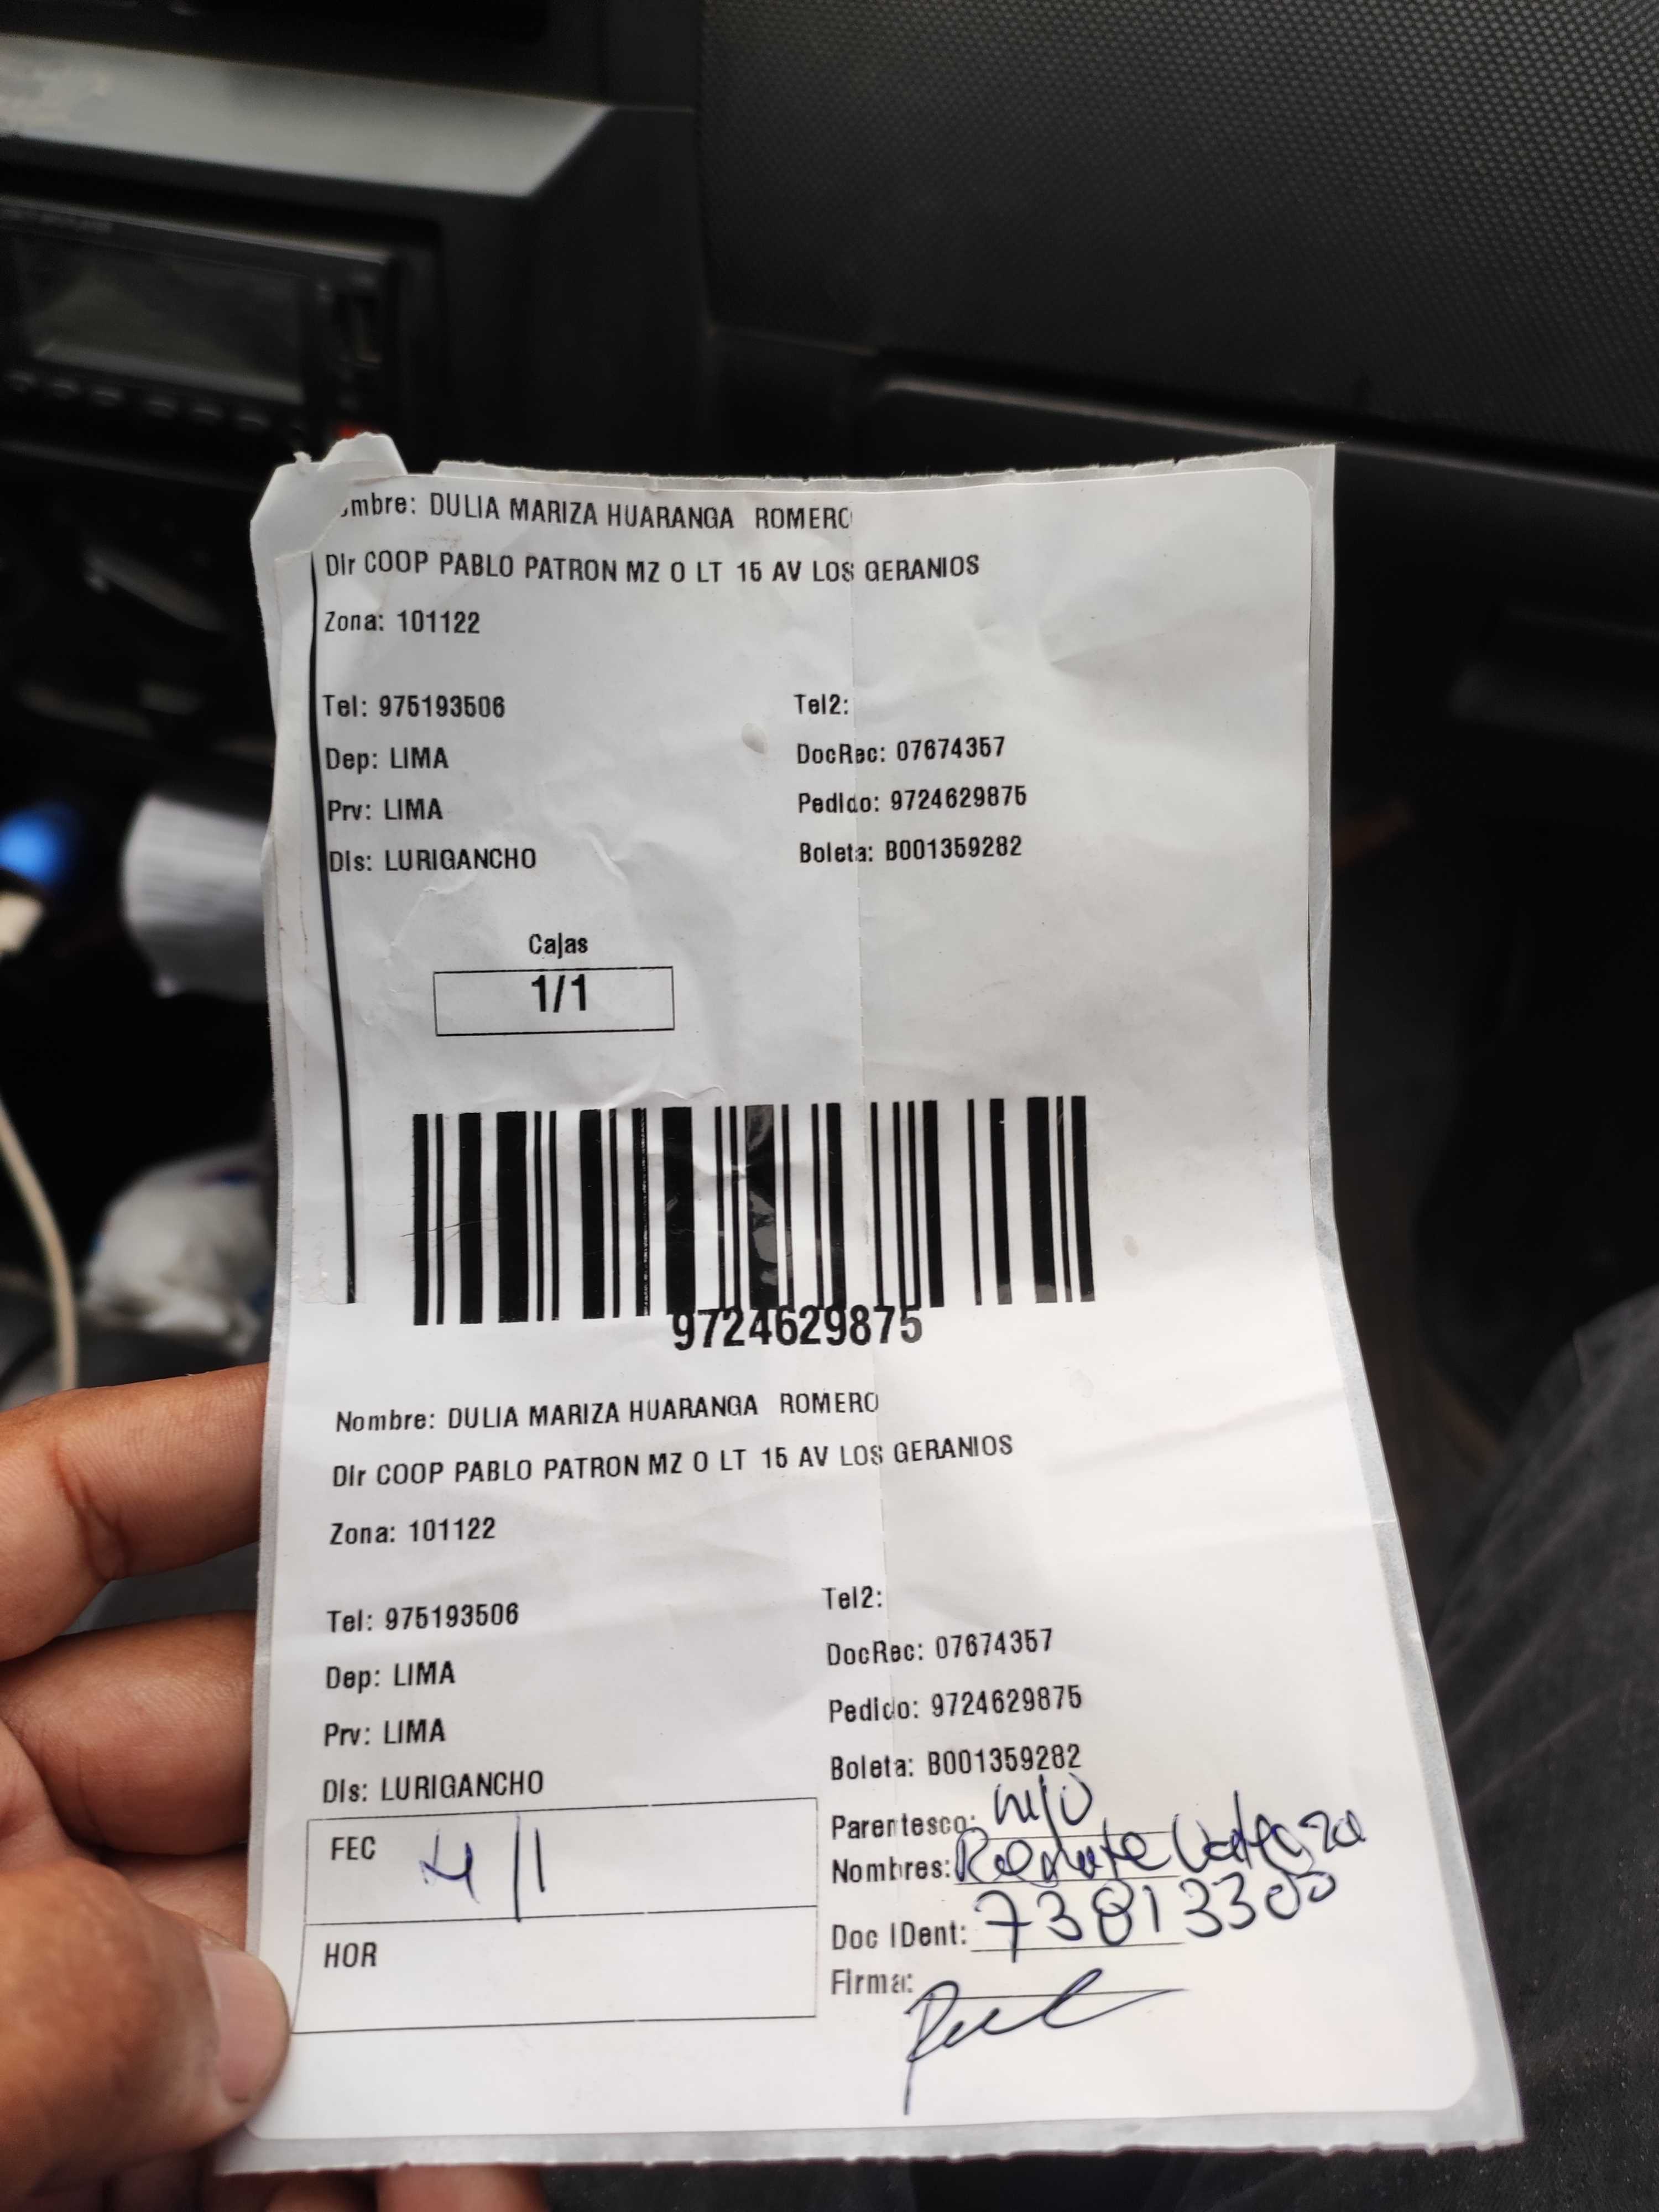 mbre: DULIA MARIZA HUARANGA ROMERO
Dir COOP PABLO PATRON MZ O LT 15 AV LOS GERANIOS
Zona: 101122
Tel: 975193506 Tel2:
Dep: LIMA DocRec: 07674357
Prv: LIMA Pedido: 9724629875
Dis: LURIGANCHO Boleta: B001359282
Cajas
1/1
9724629875
Nombre: DULIA MARIZA HUARANGA ROMERO
Dir COOP PABLO PATRON MZ O LT 15 AV LOS GERANIOS
Zona: 101122
Tel: 975193506 Tel2:
Dep: LIMA DocRec: 07674357
Prv: LIMA Pedido: 9724629875
Dis: LURIGANCHO Boleta: B001359282
FEC 4/1 Parentesco: hijo
Nombres:
HOR Doc IDent: 73813303
Firma: